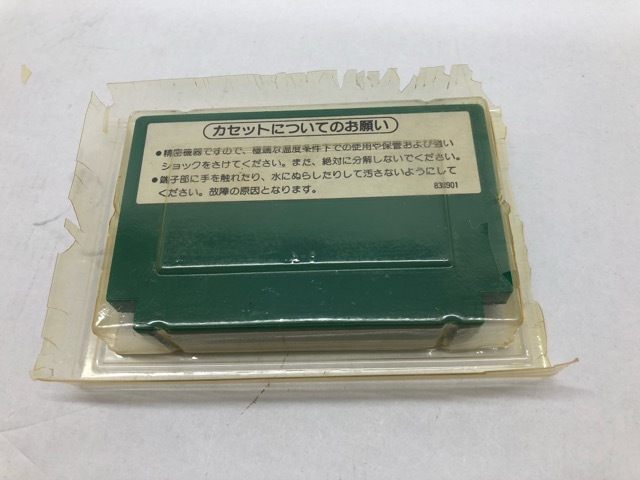 カセットについてのお願い
●精密機器ですので、極端な温度条件下での使用や保管および強い
ショックをさけてください。また、絶対に分解しないでください。
●端子部に手を触れたり、水にぬらしたりして汚さないようにして
ください。故障の原因となります。
830901